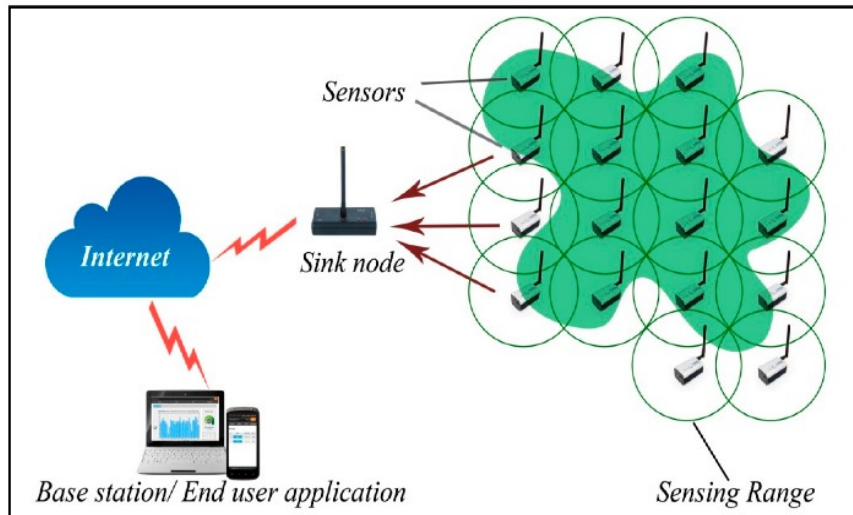 Sensors
Internet
Sink node
Base station/ End user application
Sensing Range